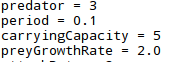 predator = 3
period = 0.1
carryingCapacity = 5
preyGrowthRate = 2.0